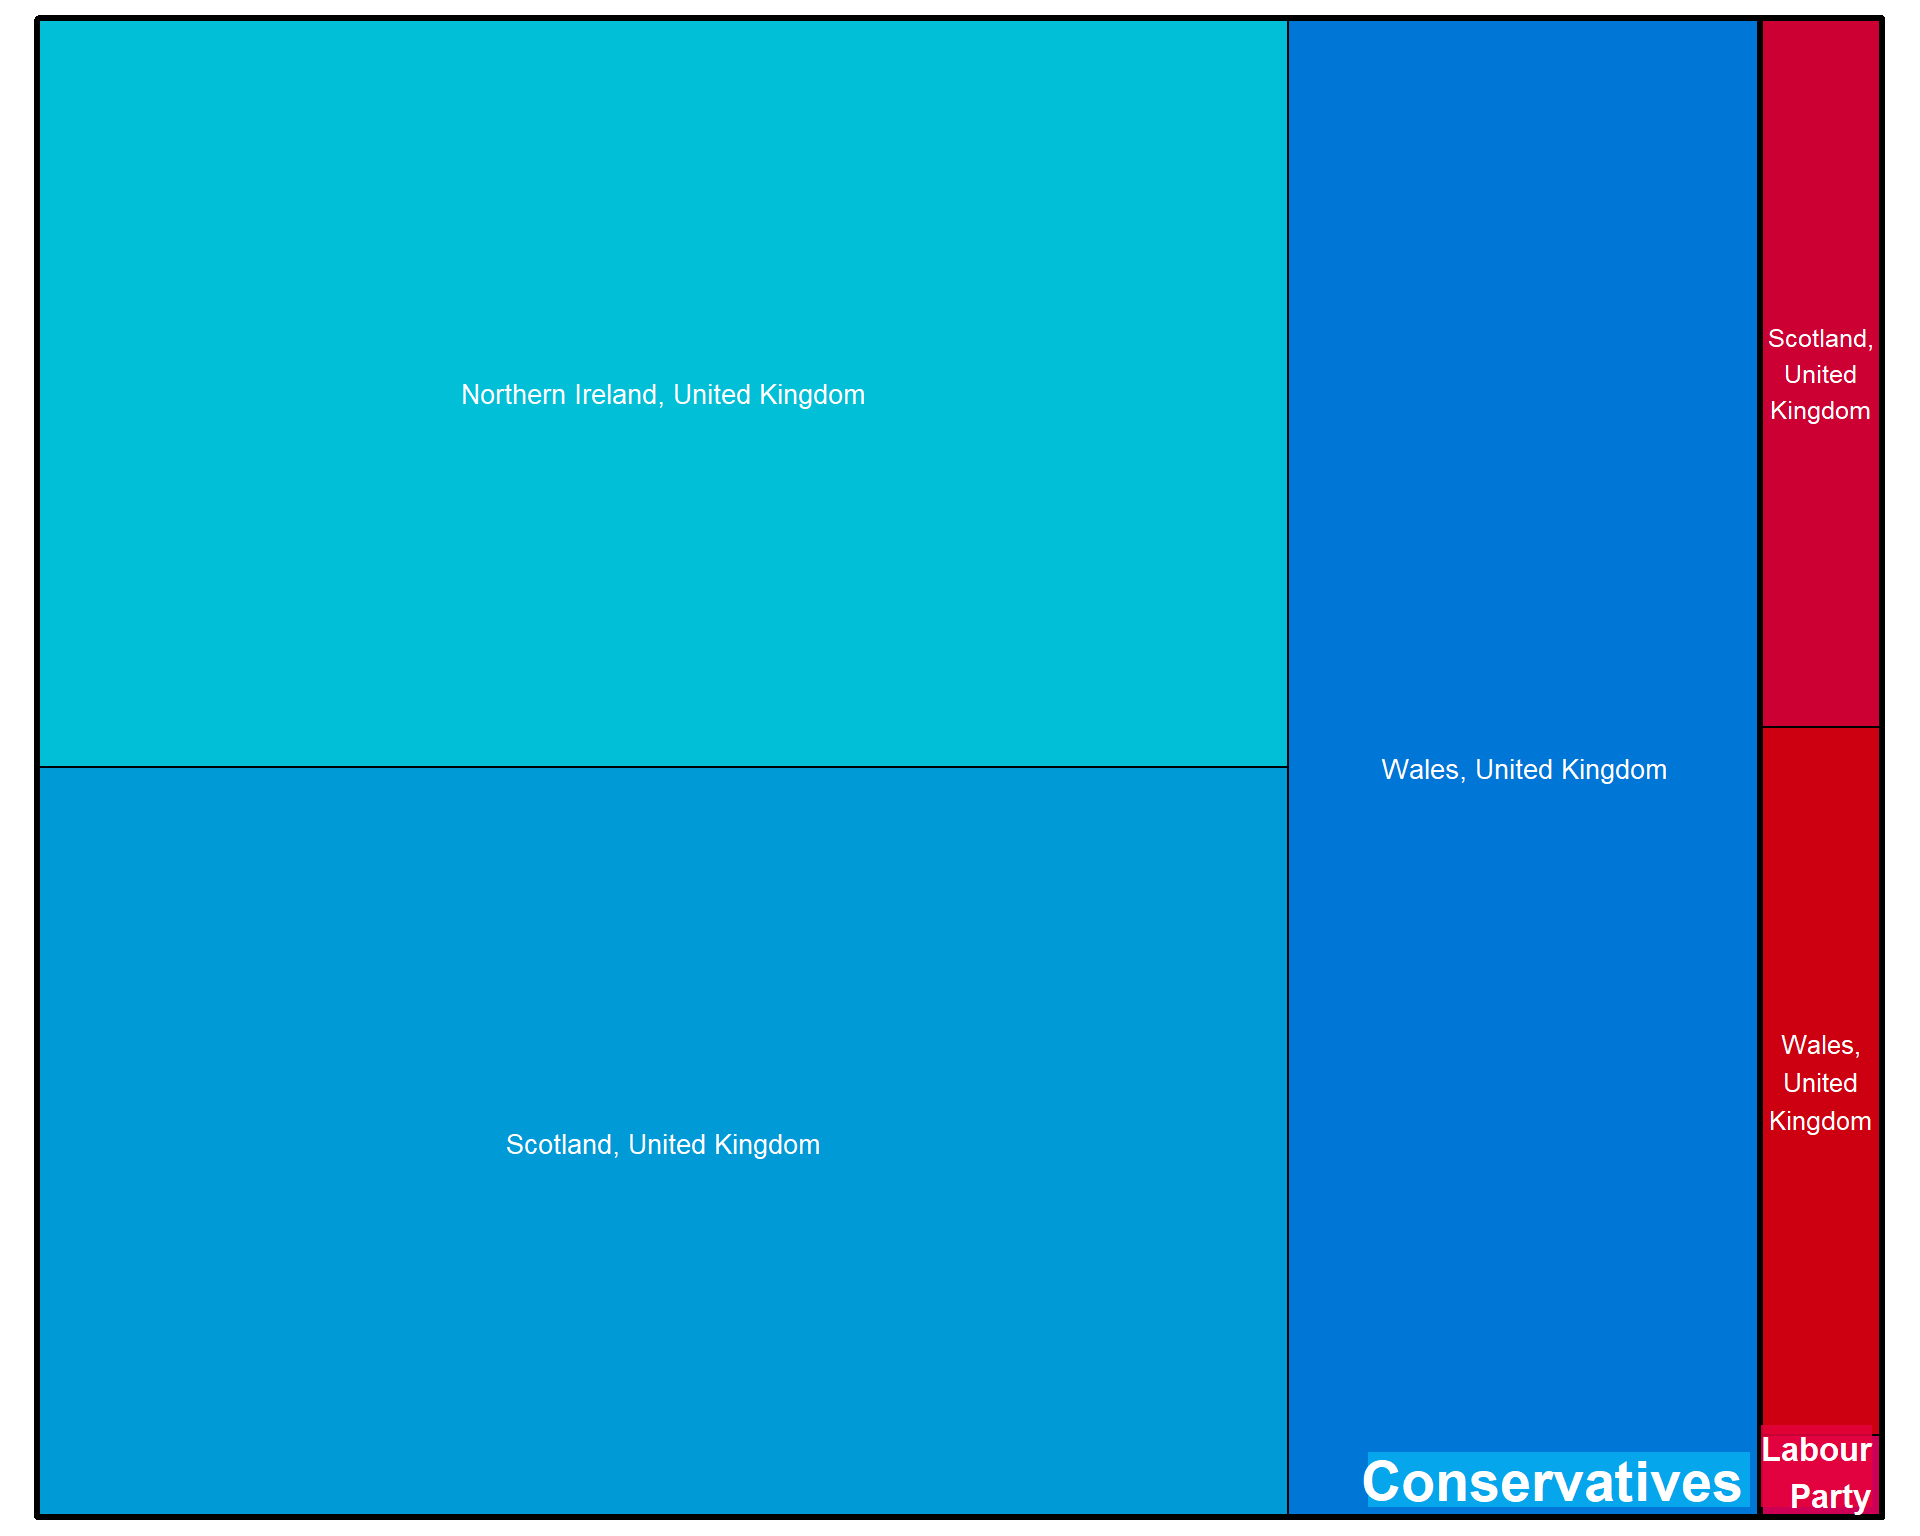 Northern Ireland, United Kingdom
Scotland, United Kingdom
Wales, United Kingdom
Conservatives
Scotland,
United
Kingdom
Wales,
United
Kingdom
Labour
Party